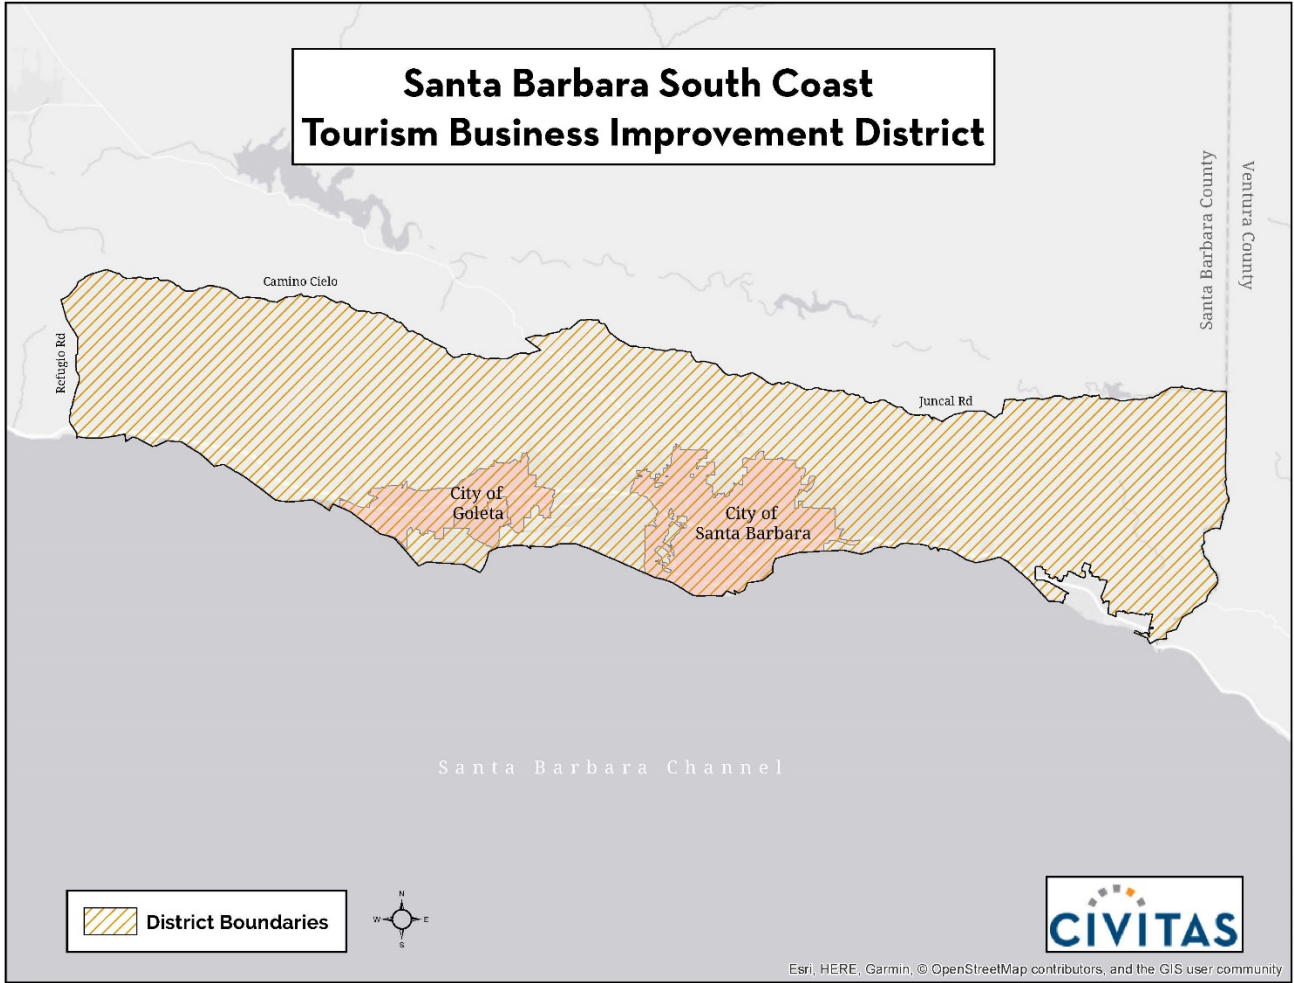 Santa Barbara South Coast
Tourism Business Improvement District
Santa Barbara County
Ventura County
Camino Cielo
Refugio Rd
Juncal Rd
City of
Goleta
City of
Santa Barbara
Santa Barbara Channel
District Boundaries
N
W
E
S
CIVITAS
Esri, HERE, Garmin, © OpenStreetMap contributors, and the GIS user community